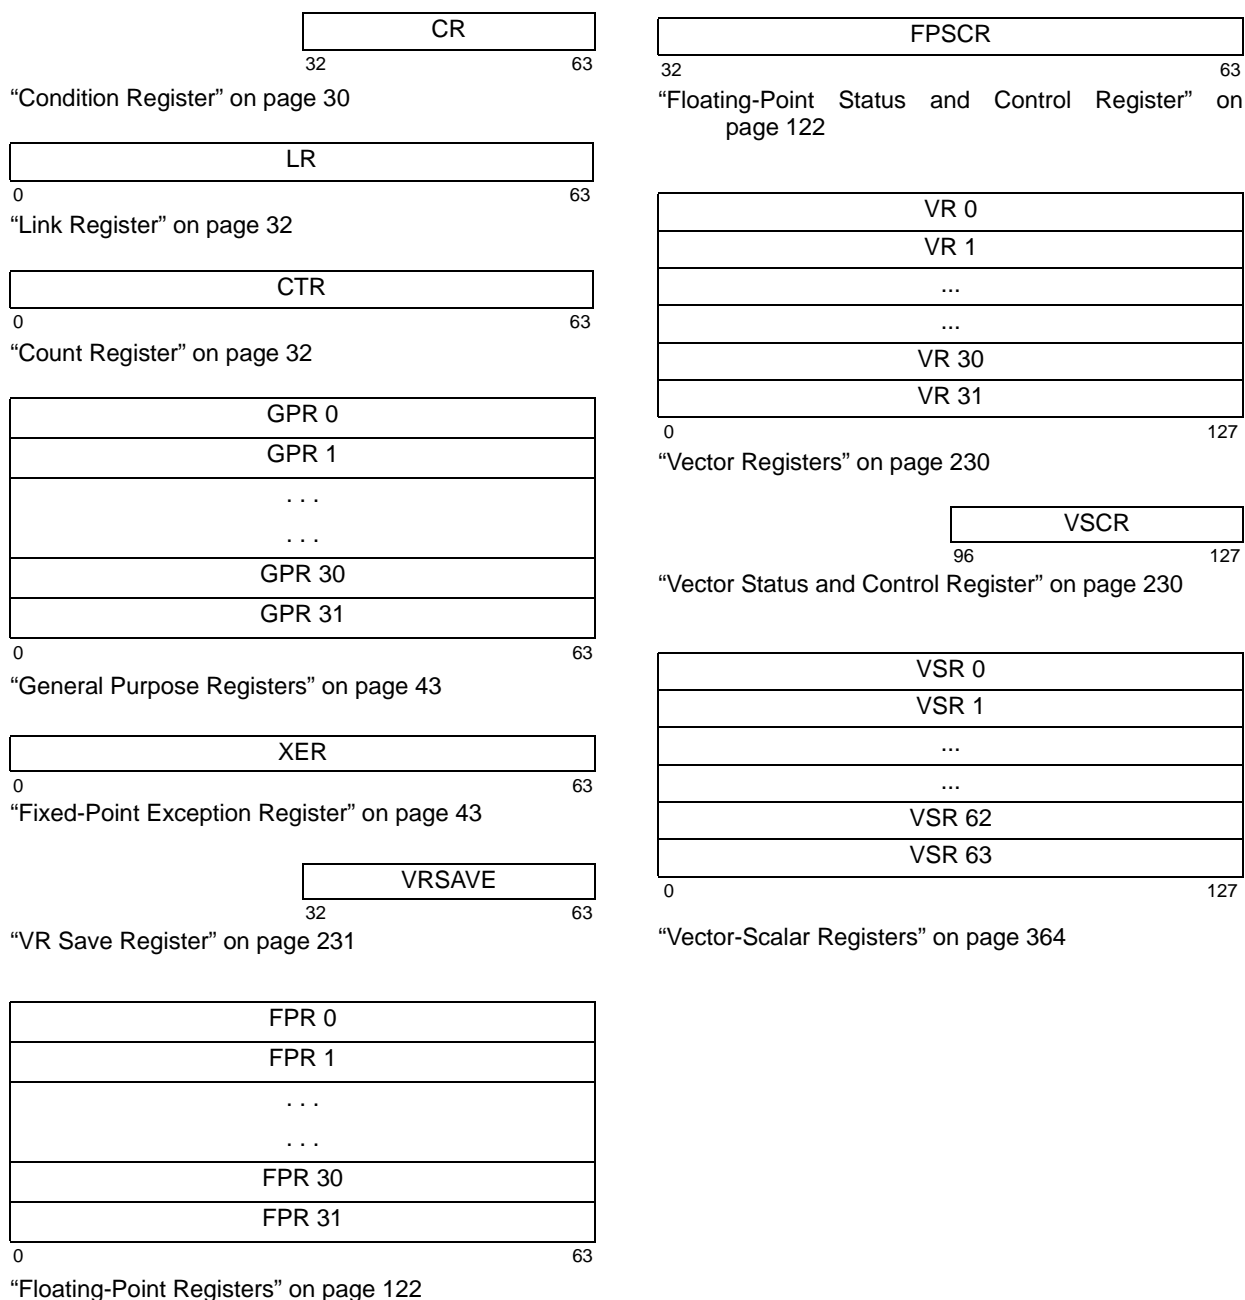 CR
32 63
“Condition Register” on page 30
LR
0 63
“Link Register” on page 32
CTR
0 63
“Count Register” on page 32
GPR 0
GPR 1
. . .
. . .
GPR 30
GPR 31
0 63
“General Purpose Registers” on page 43
XER
0 63
“Fixed-Point Exception Register” on page 43
VRSAVE
32 63
“VR Save Register” on page 231
FPR 0
FPR 1
. . .
. . .
FPR 30
FPR 31
0 63
“Floating-Point Registers” on page 122
FPSCR
32 63
“Floating-Point Status and Control Register” on
page 122
VR 0
VR 1
...
...
VR 30
VR 31
0 127
“Vector Registers” on page 230
VSCR
96 127
“Vector Status and Control Register” on page 230
VSR 0
VSR 1
...
...
VSR 62
VSR 63
0 127
“Vector-Scalar Registers” on page 364